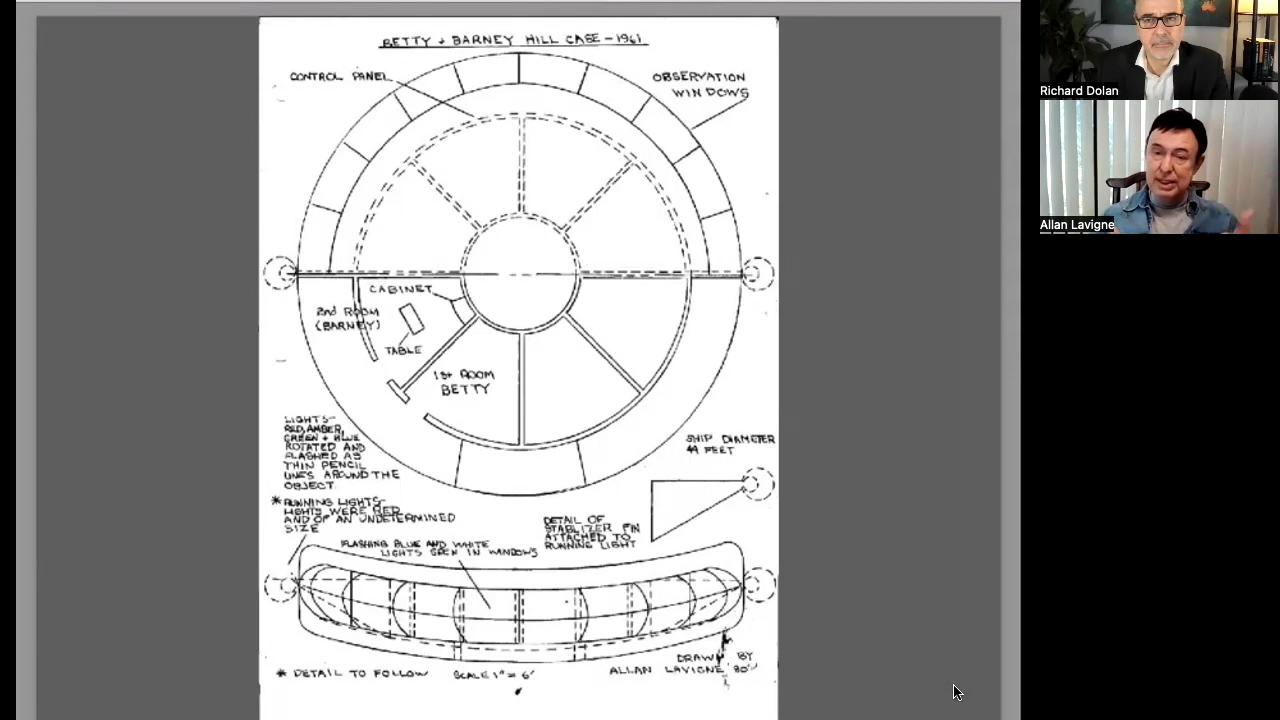 BETTY + BARNEY HILL CASE - 1961
CONTROL PANEL
OBSERVATION
WINDOWS
CABINET
2nd ROOM
(BARNEY)
TABLE
1st ROOM
BETTY
LIGHTS-
RED, AMBER,
GREEN + BLUE
ROTATED AND
FLASHED AS
THIN PENCIL
LINES AROUND THE
OBJECT.
* RUNNING LIGHTS-
LIGHTS WERE RED
AND OF AN UNDETERMINED
SIZE
SHIP DIAMETER
44 FEET
DETAIL OF
STABLIZER FIN
ATTACHED TO
RUNNING LIGHT
FLASHING BLUE AND WHITE
LIGHTS SEEN IN WINDOWS
* DETAIL TO FOLLOW
SCALE 1" = 6'
DRAWN BY
ALLAN LAVIGNE '80
Richard Dolan
Allan Lavigne